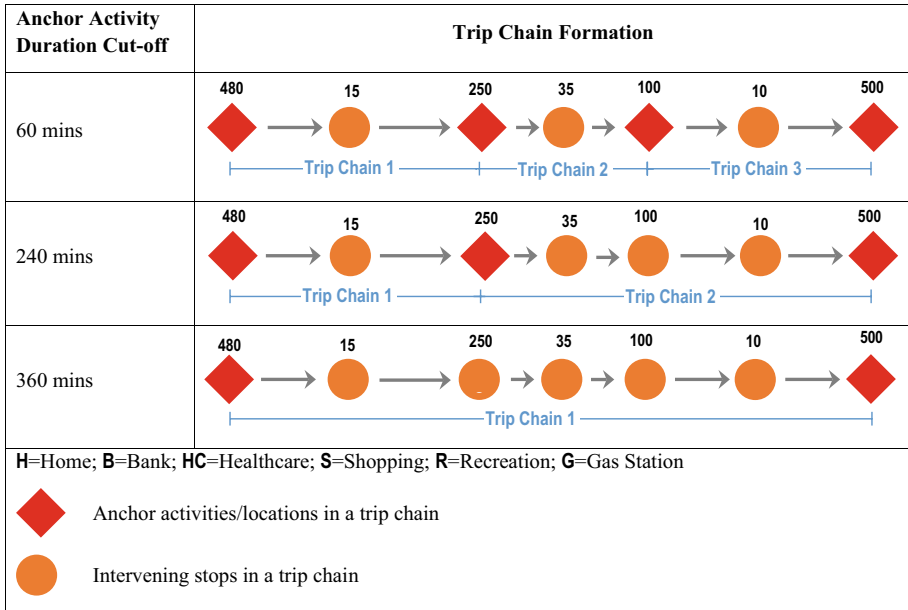 Anchor Activity
Duration Cut-off
Trip Chain Formation
60 mins
480 15 250 35 100 10 500
Trip Chain 1 Trip Chain 2 Trip Chain 3
240 mins
480 15 250 35 100 10 500
Trip Chain 1 Trip Chain 2
360 mins
480 15 250 35 100 10 500
Trip Chain 1
H=Home; B=Bank; HC=Healthcare; S=Shopping; R=Recreation; G=Gas Station
Anchor activities/locations in a trip chain
Intervening stops in a trip chain